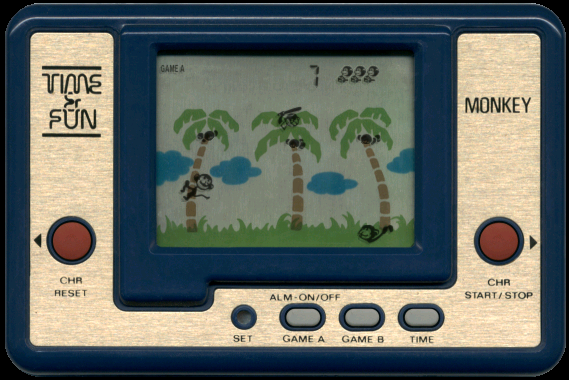 TIME
&
FUN
GAME A
7
MONKEY
CHR
RESET
CHR
START/STOP
ALM-ON/OFF
SET
GAME A
GAME B
TIME